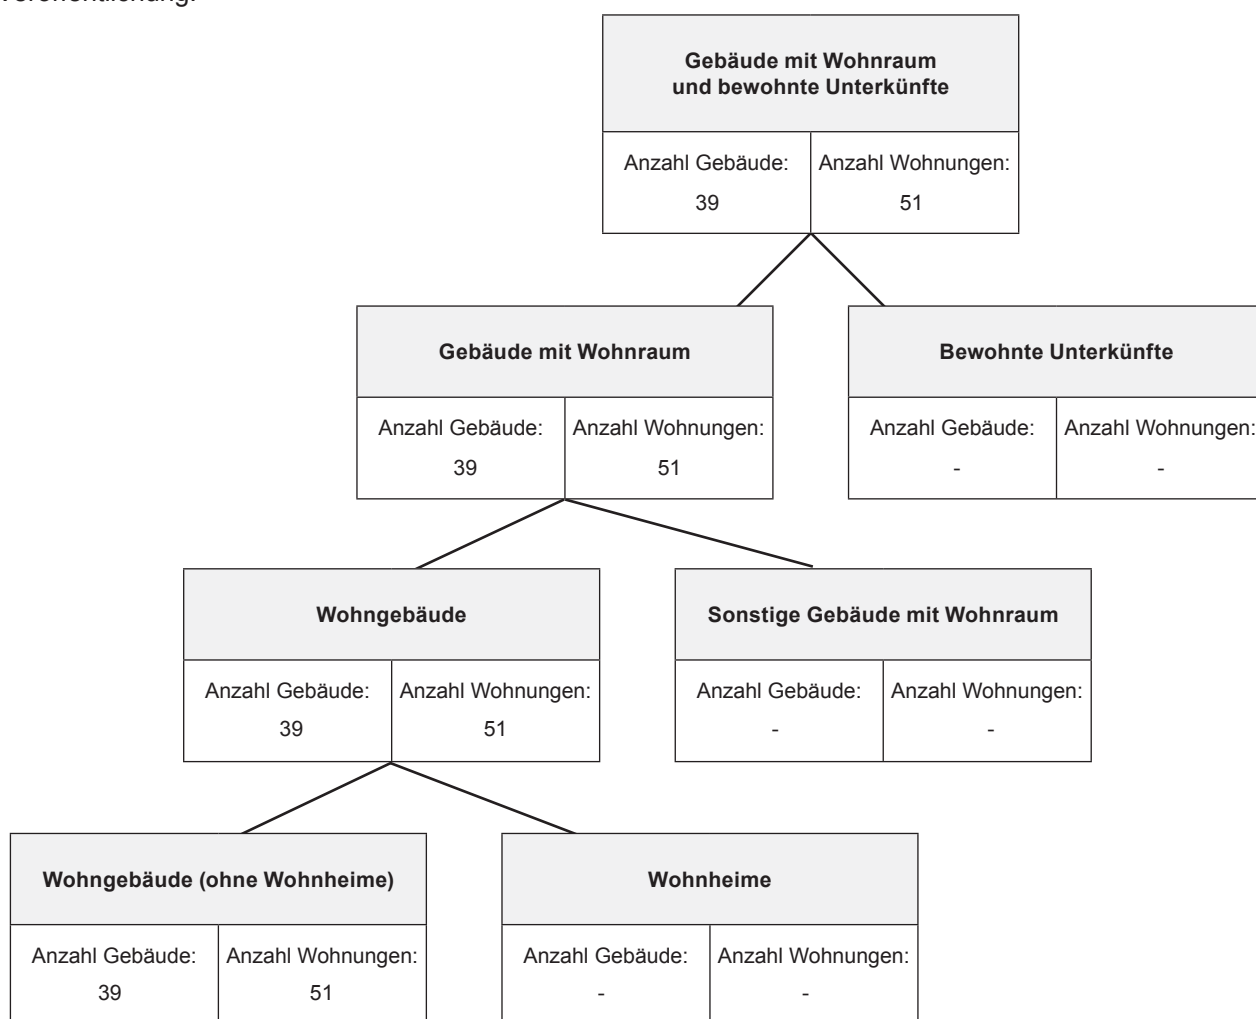 Veröffentlichung.
Gebäude mit Wohnraum
und bewohnte Unterkünfte
Anzahl Gebäude: Anzahl Wohnungen:
39 51
Gebäude mit Wohnraum Bewohnte Unterkünfte
Anzahl Gebäude: Anzahl Wohnungen: Anzahl Gebäude: Anzahl Wohnungen:
39 51 - -
Wohngebäude Sonstige Gebäude mit Wohnraum
Anzahl Gebäude: Anzahl Wohnungen: Anzahl Gebäude: Anzahl Wohnungen:
39 51 - -
Wohngebäude (ohne Wohnheime) Wohnheime
Anzahl Gebäude: Anzahl Wohnungen: Anzahl Gebäude: Anzahl Wohnungen:
39 51 - -